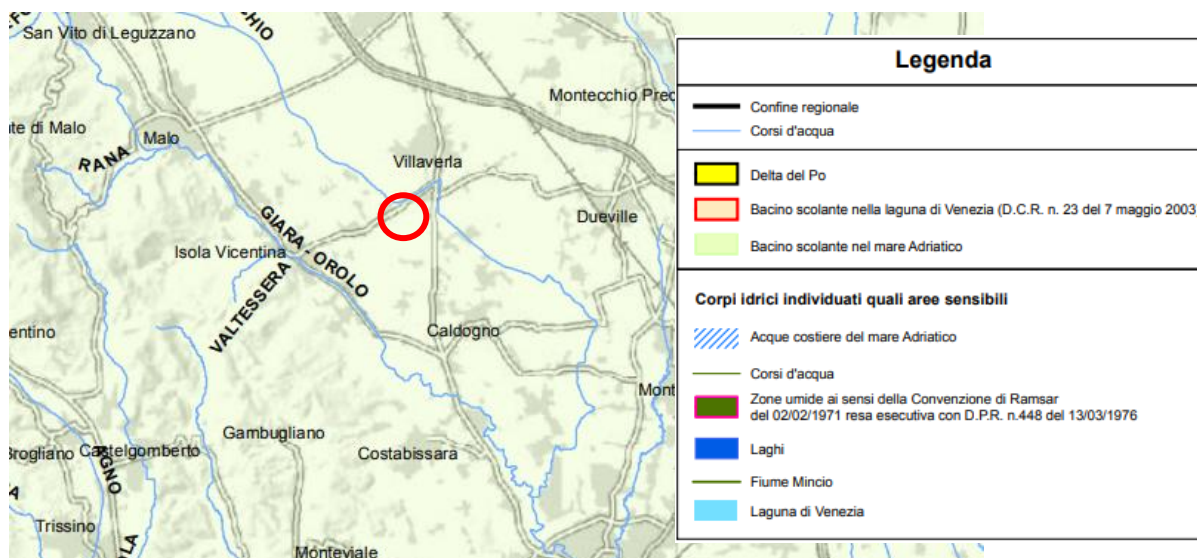 San Vito di Leguzzano
Montecchio Prec
te di Malo
Malo
RANA
Villaverla
Dueville
GIARA - OROLO
Isola Vicentina
VALTESSERA
Caldogno
entino
Mont
Gambugliano
Costabissara
Brogliano
Castelgomberto
AGNO
Trissino
Monteviale
Legenda
Confine regionale
Corsi d'acqua
Delta del Po
Bacino scolante nella laguna di Venezia (D.C.R. n. 23 del 7 maggio 2003)
Bacino scolante nel mare Adriatico
Corpi idrici individuati quali aree sensibili
Acque costiere del mare Adriatico
Corsi d'acqua
Zone umide ai sensi della Convenzione di Ramsar
del 02/02/1971 resa esecutiva con D.P.R. n.448 del 13/03/1976
Laghi
Fiume Mincio
Laguna di Venezia